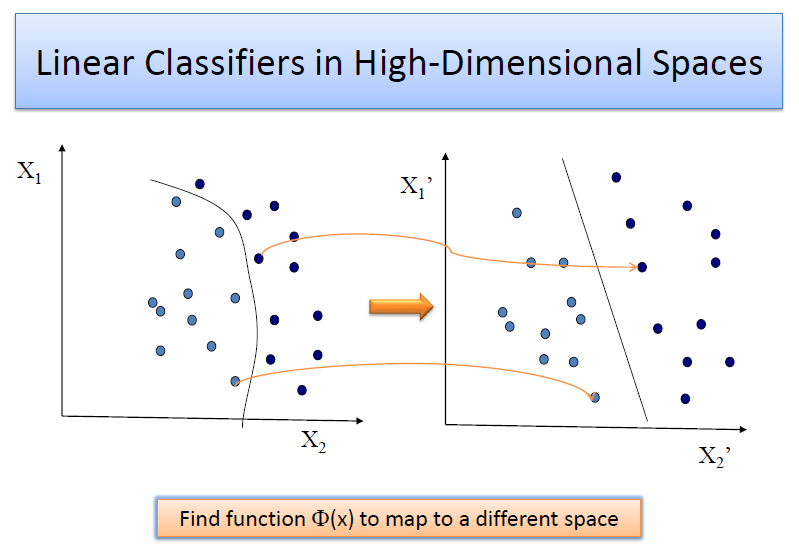 Linear Classifiers in High-Dimensional Spaces
X₁
X₁’
X₂
X₂’
Find function Φ(x) to map to a different space